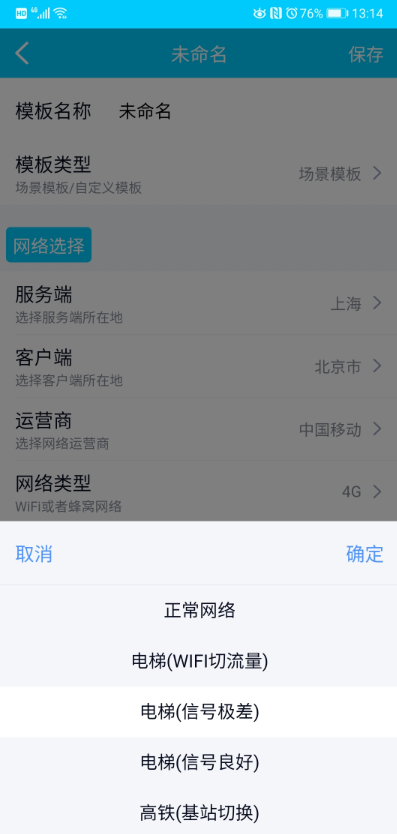 HD 4G 76% 13:14
未命名 保存
模板名称 未命名
模板类型
场景模板/自定义模板
场景模板
网络选择
服务端
选择服务端所在地
上海
客户端
选择客户端所在地
北京市
运营商
选择网络运营商
中国移动
网络类型
WiFi或者蜂窝网络
4G
取消 确定
正常网络
电梯(WIFI切流量)
电梯(信号极差)
电梯(信号良好)
高铁(基站切换)